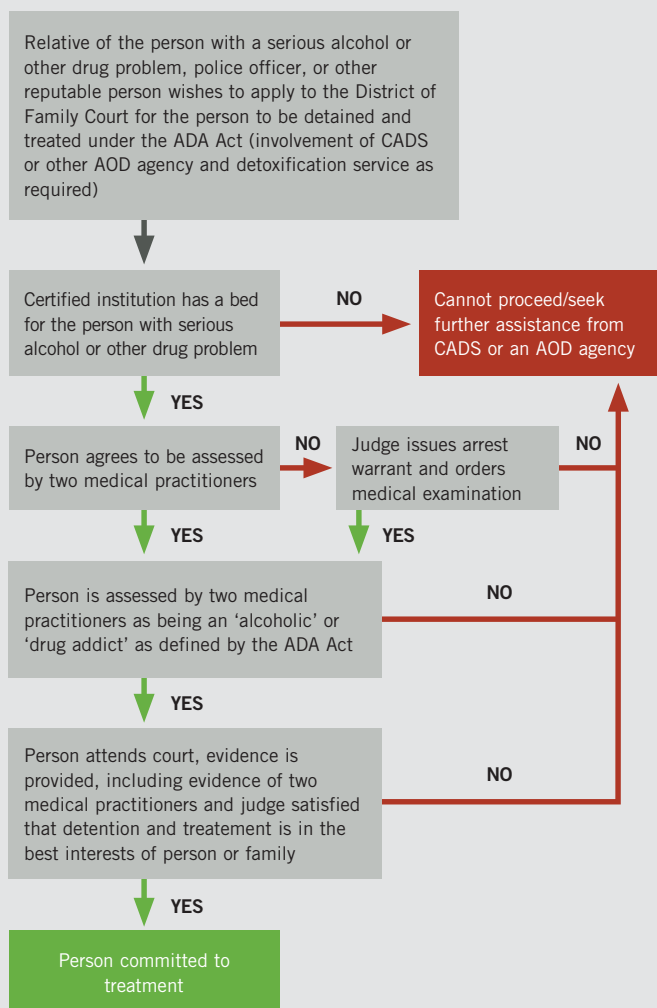 Relative of the person with a serious alcohol or
other drug problem, police officer, or other
reputable person wishes to apply to the District of
Family Court for the person to be detained and
treated under the ADA Act (involvement of CADS
or other AOD agency and detoxification service as
required)
Certified institution has a bed
for the person with serious
alcohol or other drug problem
NO
Cannot proceed/seek
further assistance from
CADS or an AOD agency
YES
Person agrees to be assessed
by two medical practitioners
NO
Judge issues arrest
warrant and orders
medical examination
NO
YES
YES
Person is assessed by two medical
practitioners as being an ‘alcoholic’ or
‘drug addict’ as defined by the ADA Act
NO
YES
Person attends court, evidence is
provided, including evidence of two
medical practitioners and judge satisfied
that detention and treatement is in the
best interests of person or family
NO
YES
Person committed to
treatment